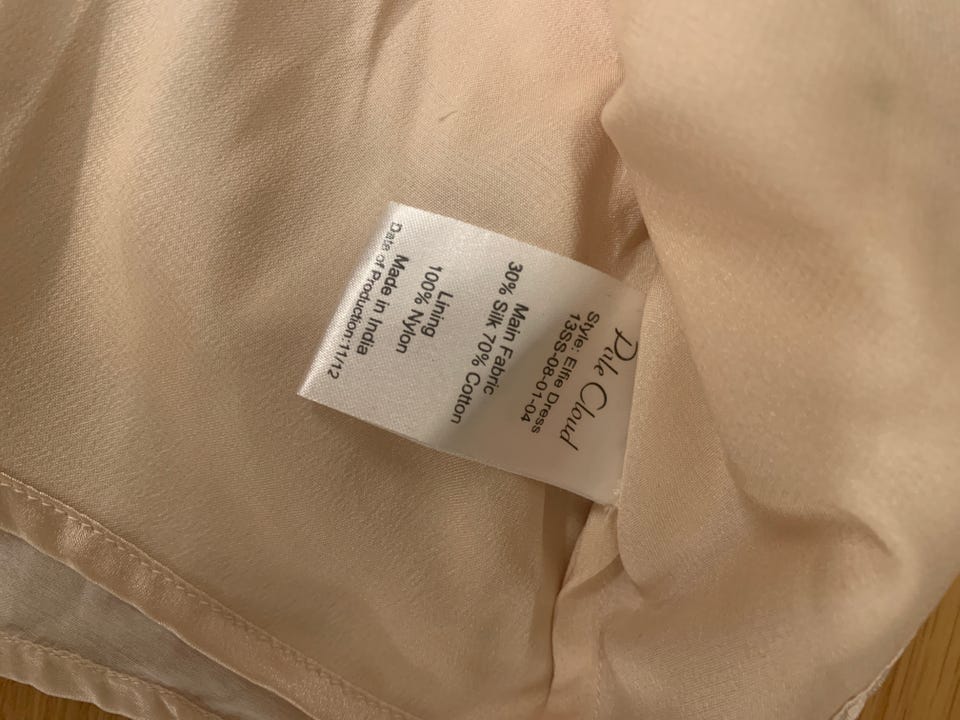 Pale Cloud
Style: Elfie Dress
13SS-08-01-04
Main Fabric
30% Silk 70% Cotton
Lining
100% Nylon
Made in India
Date of Production:11/12